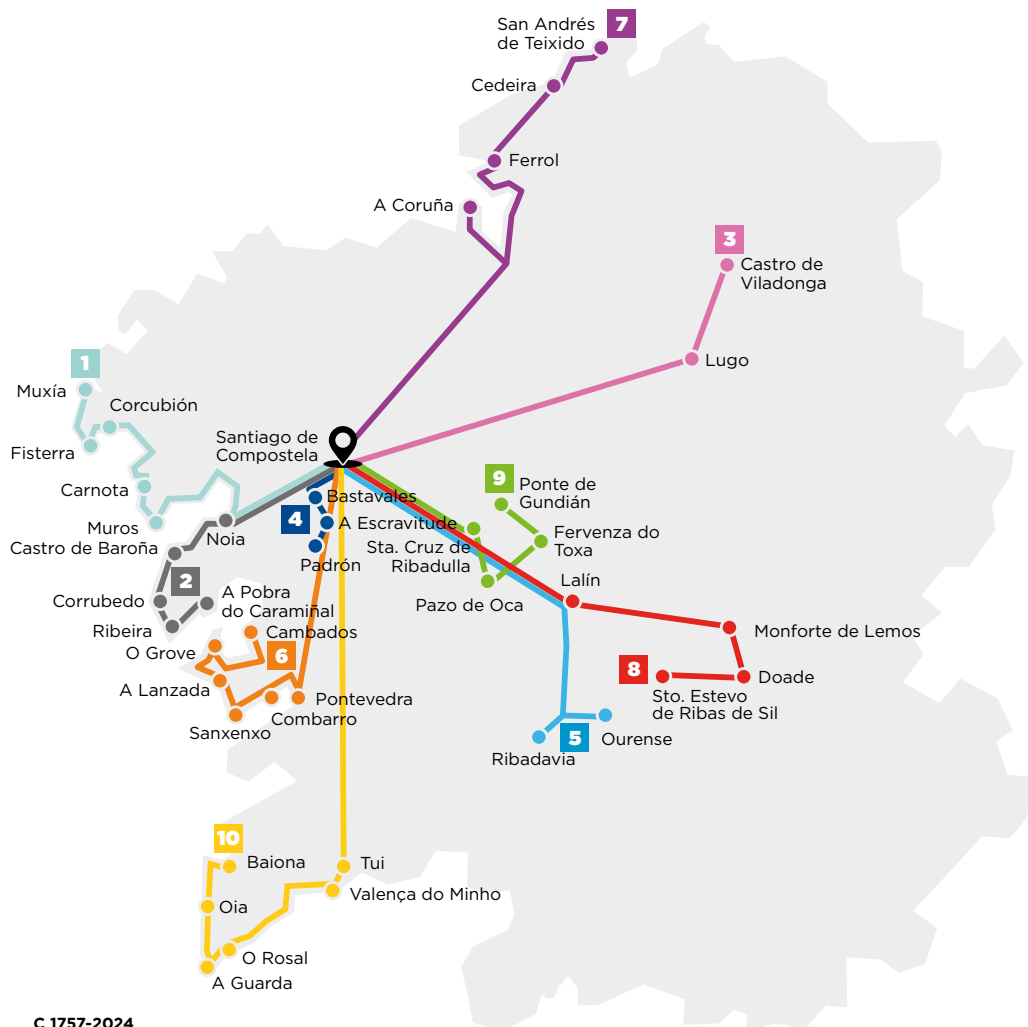 San Andrés
de Teixido
7
Cedeira
Ferrol
A Coruña
3
Castro de
Viladonga
Lugo
1
Muxía
Corcubión
Fisterra
Santiago de
Compostela
Carnota
Muros
Noia
Castro de Baroña
2
Corrubedo
A Pobra
do Caramiñal
Ribeira
4
Bastavales
A Escravitude
Padrón
9
Ponte de
Gundián
Fervenza do
Toxa
Sta. Cruz de
Ribadulla
Pazo de Oca
Lalín
Monforte de Lemos
8
Doade
Sto. Estevo
de Ribas de Sil
Cambados
O Grove
6
A Lanzada
Pontevedra
Combarro
Sanxenxo
5
Ourense
Ribadavia
10
Baiona
Tui
Valença do Minho
Oia
O Rosal
A Guarda
C 1757-2024